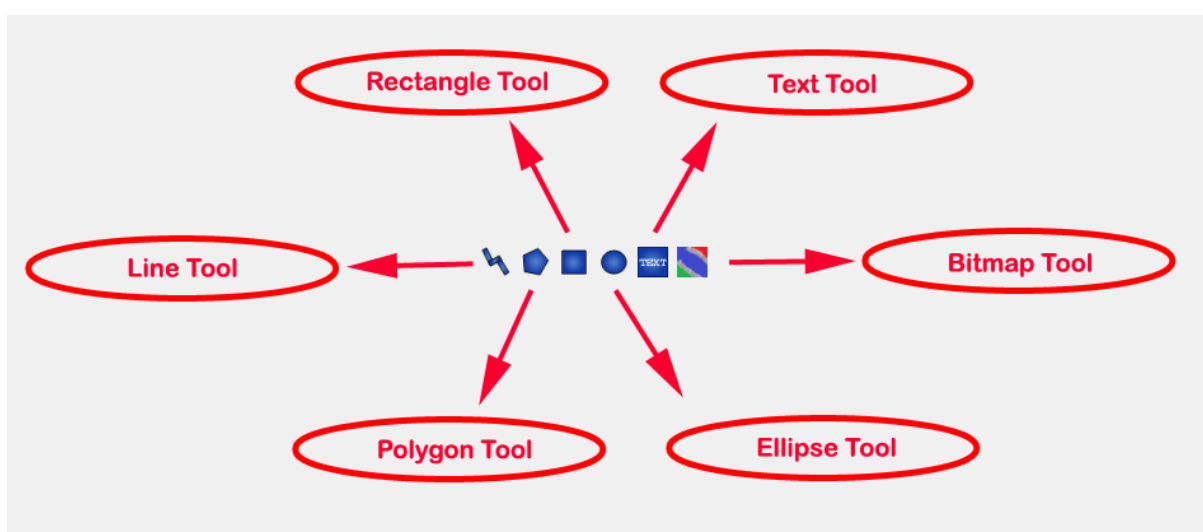 Rectangle Tool
Text Tool
Line Tool
TEXT
Bitmap Tool
Polygon Tool
Ellipse Tool